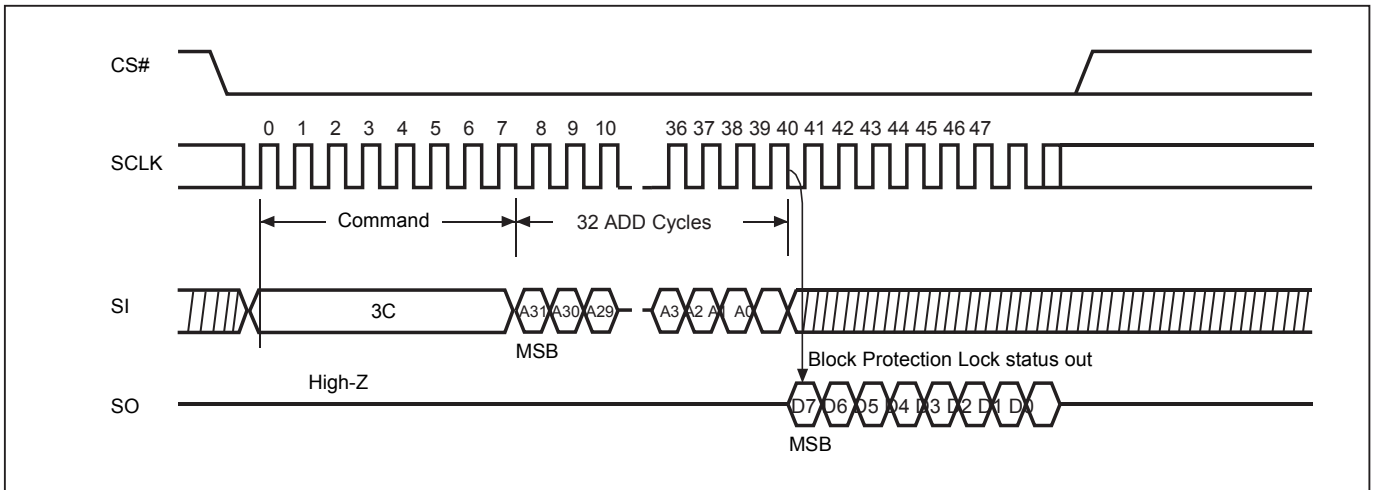 CS#
0 1 2 3 4 5 6 7 8 9 10 36 37 38 39 40 41 42 43 44 45 46 47
SCLK
Command 32 ADD Cycles
SI 3C A31 A30 A29 A3 A2 A1 A0
MSB
Block Protection Lock status out
High-Z
SO D7 D6 D5 D4 D3 D2 D1 D0
MSB